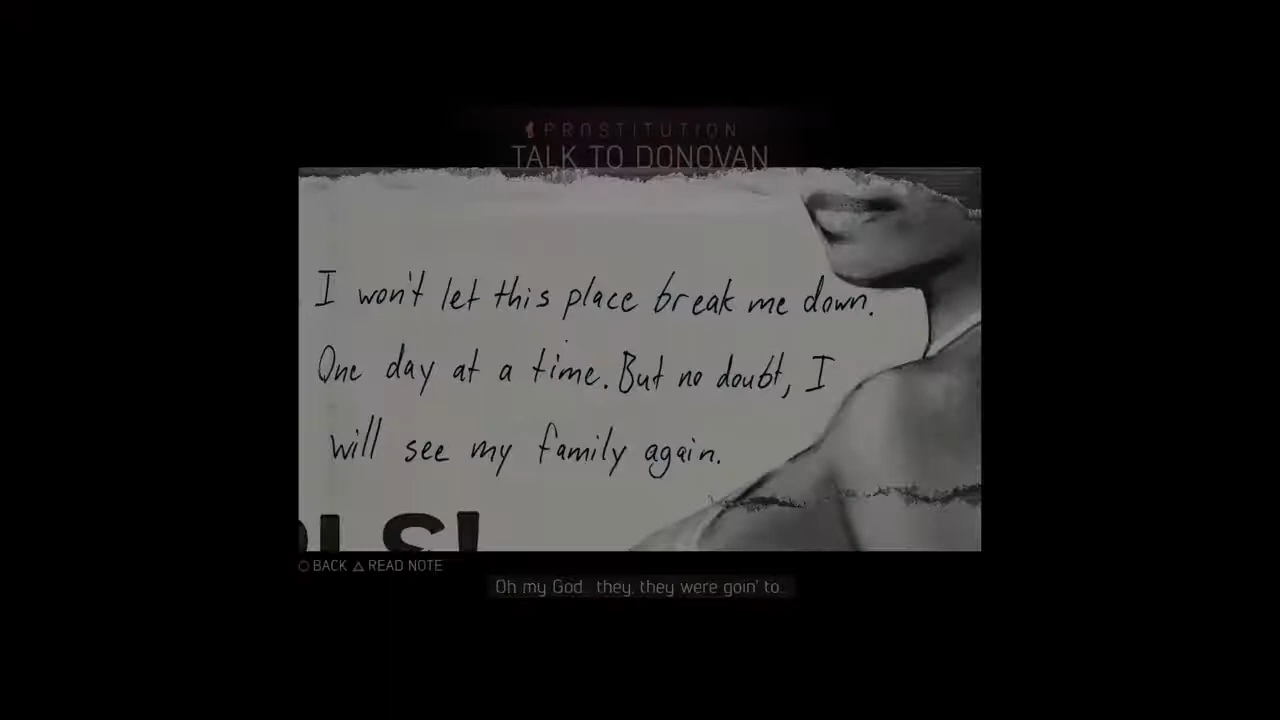 PROSTITUTION
TALK TO DONOVAN
I won't let this place break me down.
One day at a time. But no doubt, I
will see my family again.
LS!
BACK READ NOTE
Oh my God... they, they were goin' to...